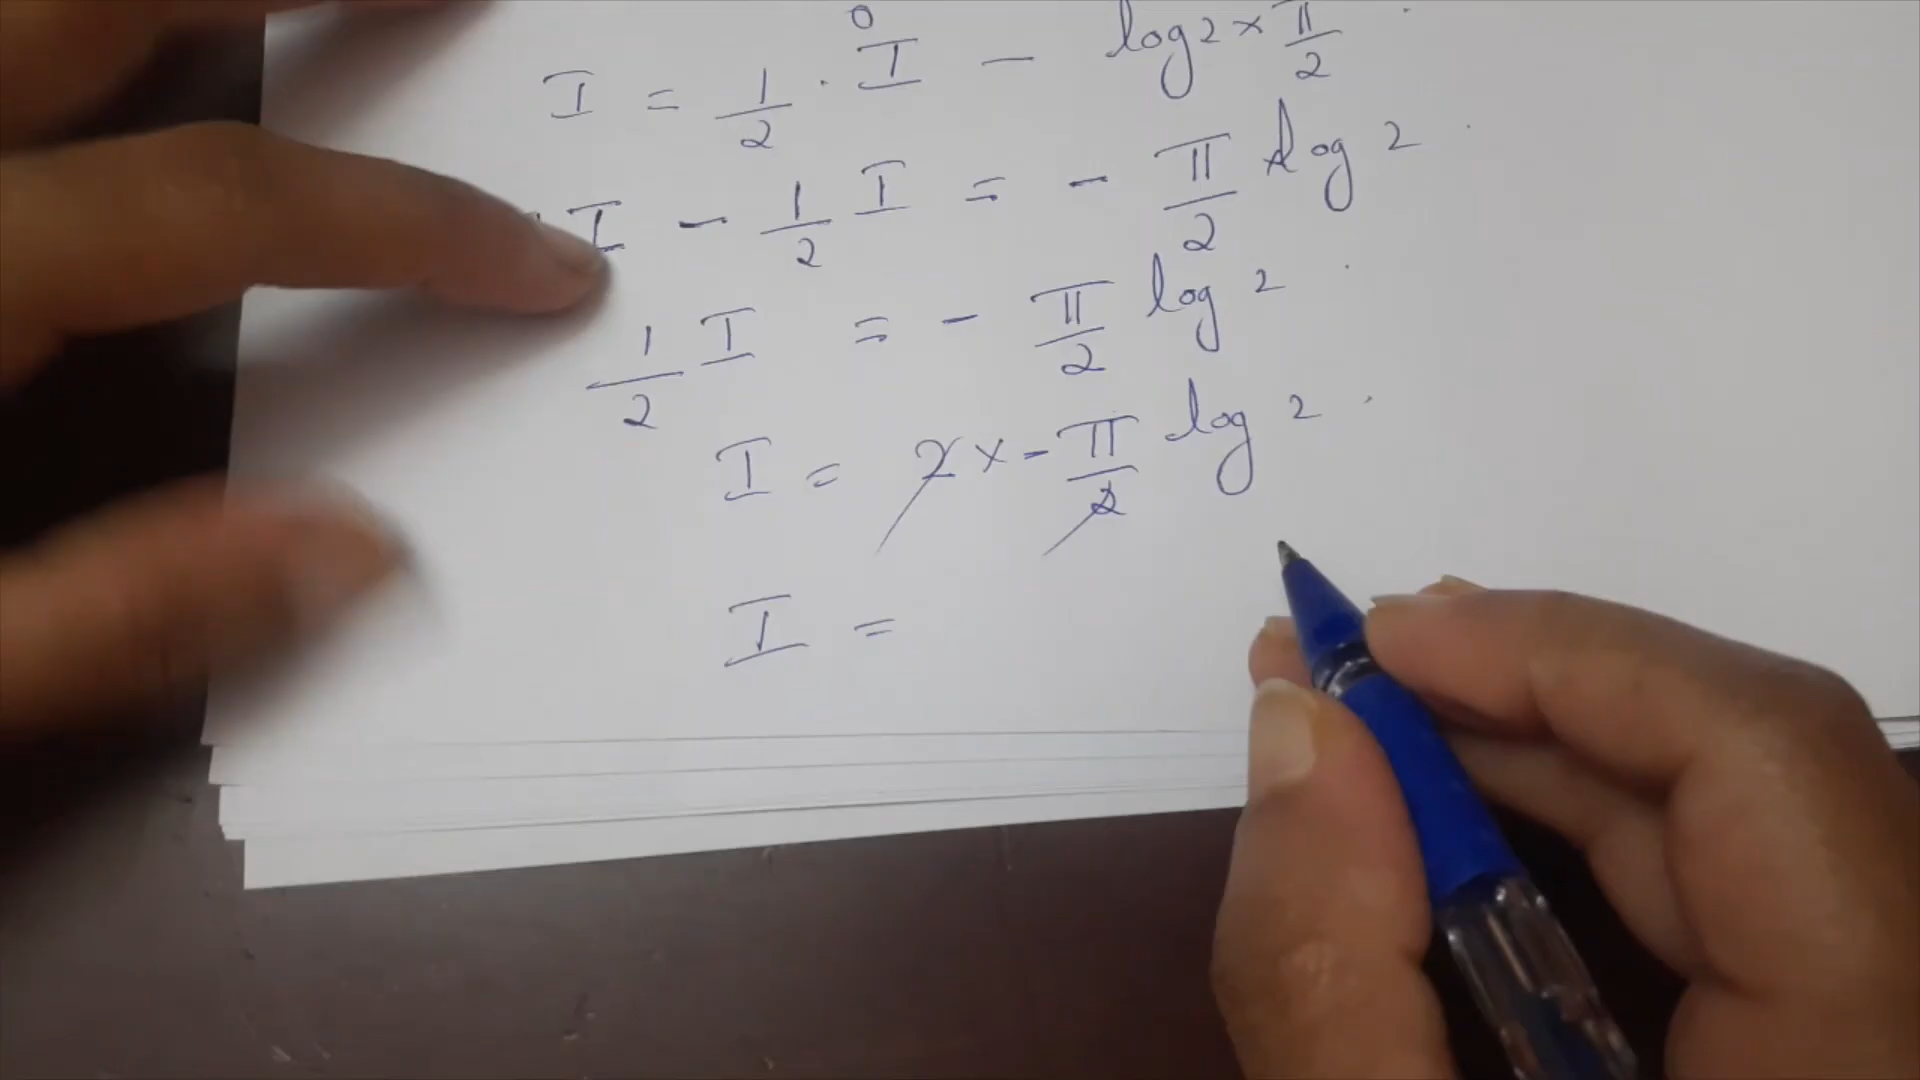 0
I = 1/2 · I - log 2 × π/2
I - 1/2 I = - π/2 log 2
1/2 I = - π/2 log 2
I = 2 × - π/2 log 2
I =